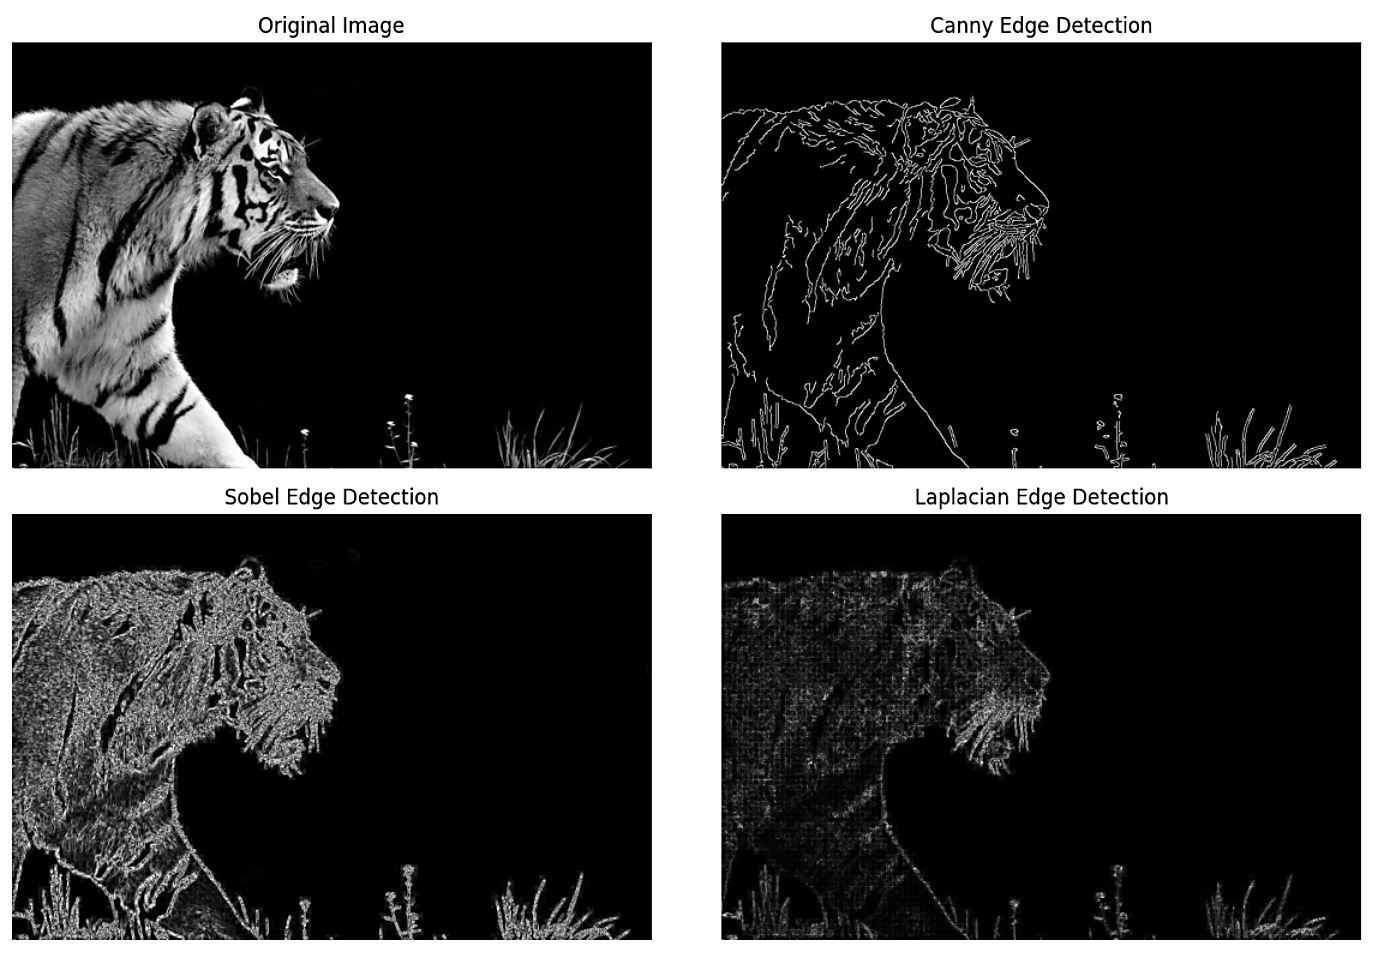 Original Image
Canny Edge Detection
Sobel Edge Detection
Laplacian Edge Detection